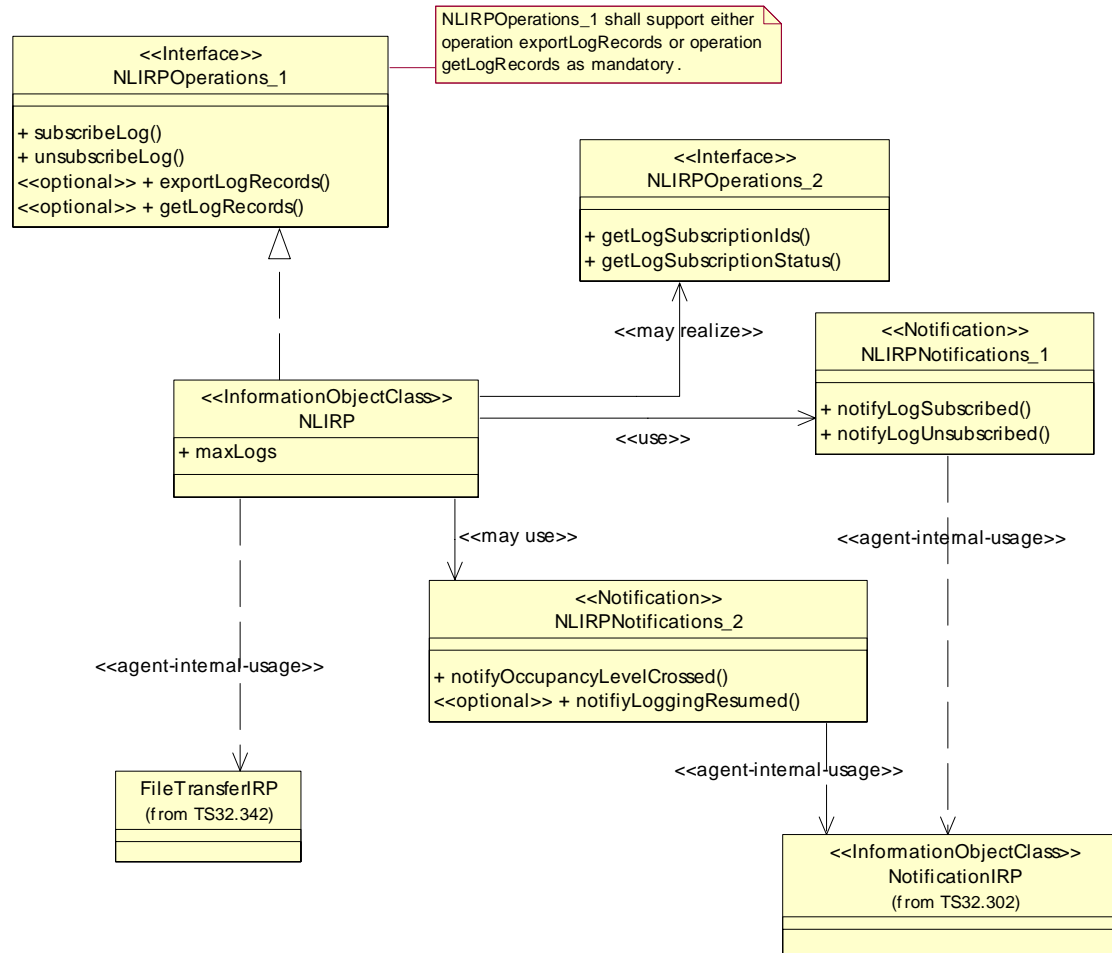 NLIRPOperations_1 shall support either
operation exportLogRecords or operation
getLogRecords as mandatory.
<<Interface>>
NLIRPOperations_1
+ subscribeLog()
+ unsubscribeLog()
<<optional>> + exportLogRecords()
<<optional>> + getLogRecords()
<<Interface>>
NLIRPOperations_2
+ getLogSubscriptionIds()
+ getLogSubscriptionStatus()
<<may realize>>
<<Notification>>
NLIRPNotifications_1
+ notifyLogSubscribed()
+ notifyLogUnsubscribed()
<<InformationObjectClass>>
NLIRP
+ maxLogs
<<use>>
<<may use>>
<<agent-internal-usage>>
<<Notification>>
NLIRPNotifications_2
+ notifyOccupancyLevelCrossed()
<<optional>> + notifiyLoggingResumed()
<<agent-internal-usage>>
<<agent-internal-usage>>
FileTransferIRP
(from TS32.342)
<<InformationObjectClass>>
NotificationIRP
(from TS32.302)